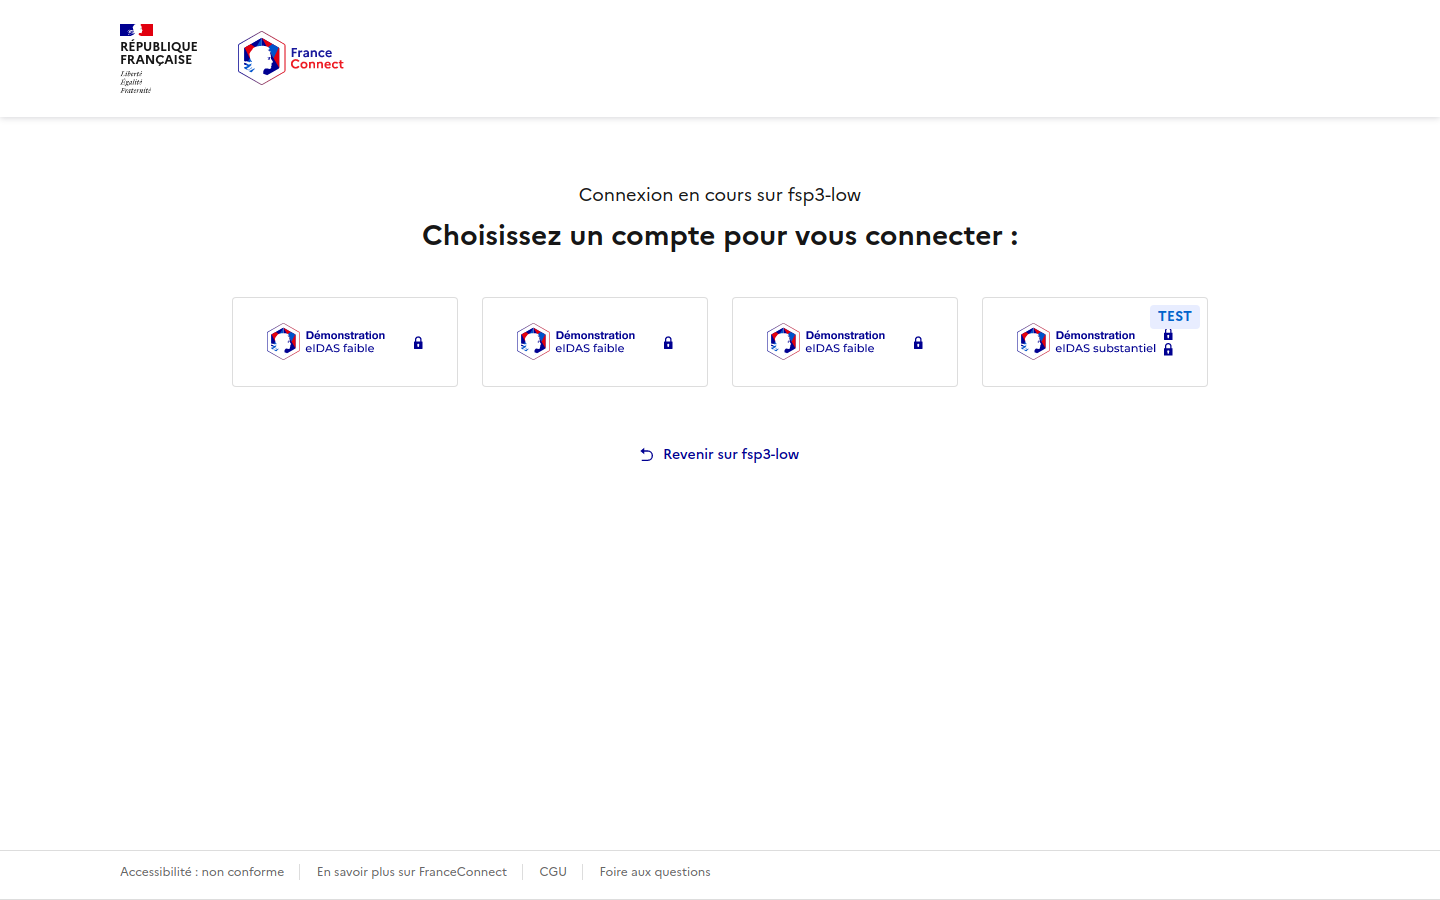 RÉPUBLIQUE
FRANÇAISE
Liberté
Égalité
Fraternité
France
Connect
Connexion en cours sur fsp3-low
Choisissez un compte pour vous connecter :
Démonstration
eIDAS faible
Démonstration
eIDAS faible
Démonstration
eIDAS faible
TEST
Démonstration
eIDAS substantiel
Revenir sur fsp3-low
Accessibilité : non conforme
En savoir plus sur FranceConnect
CGU
Foire aux questions